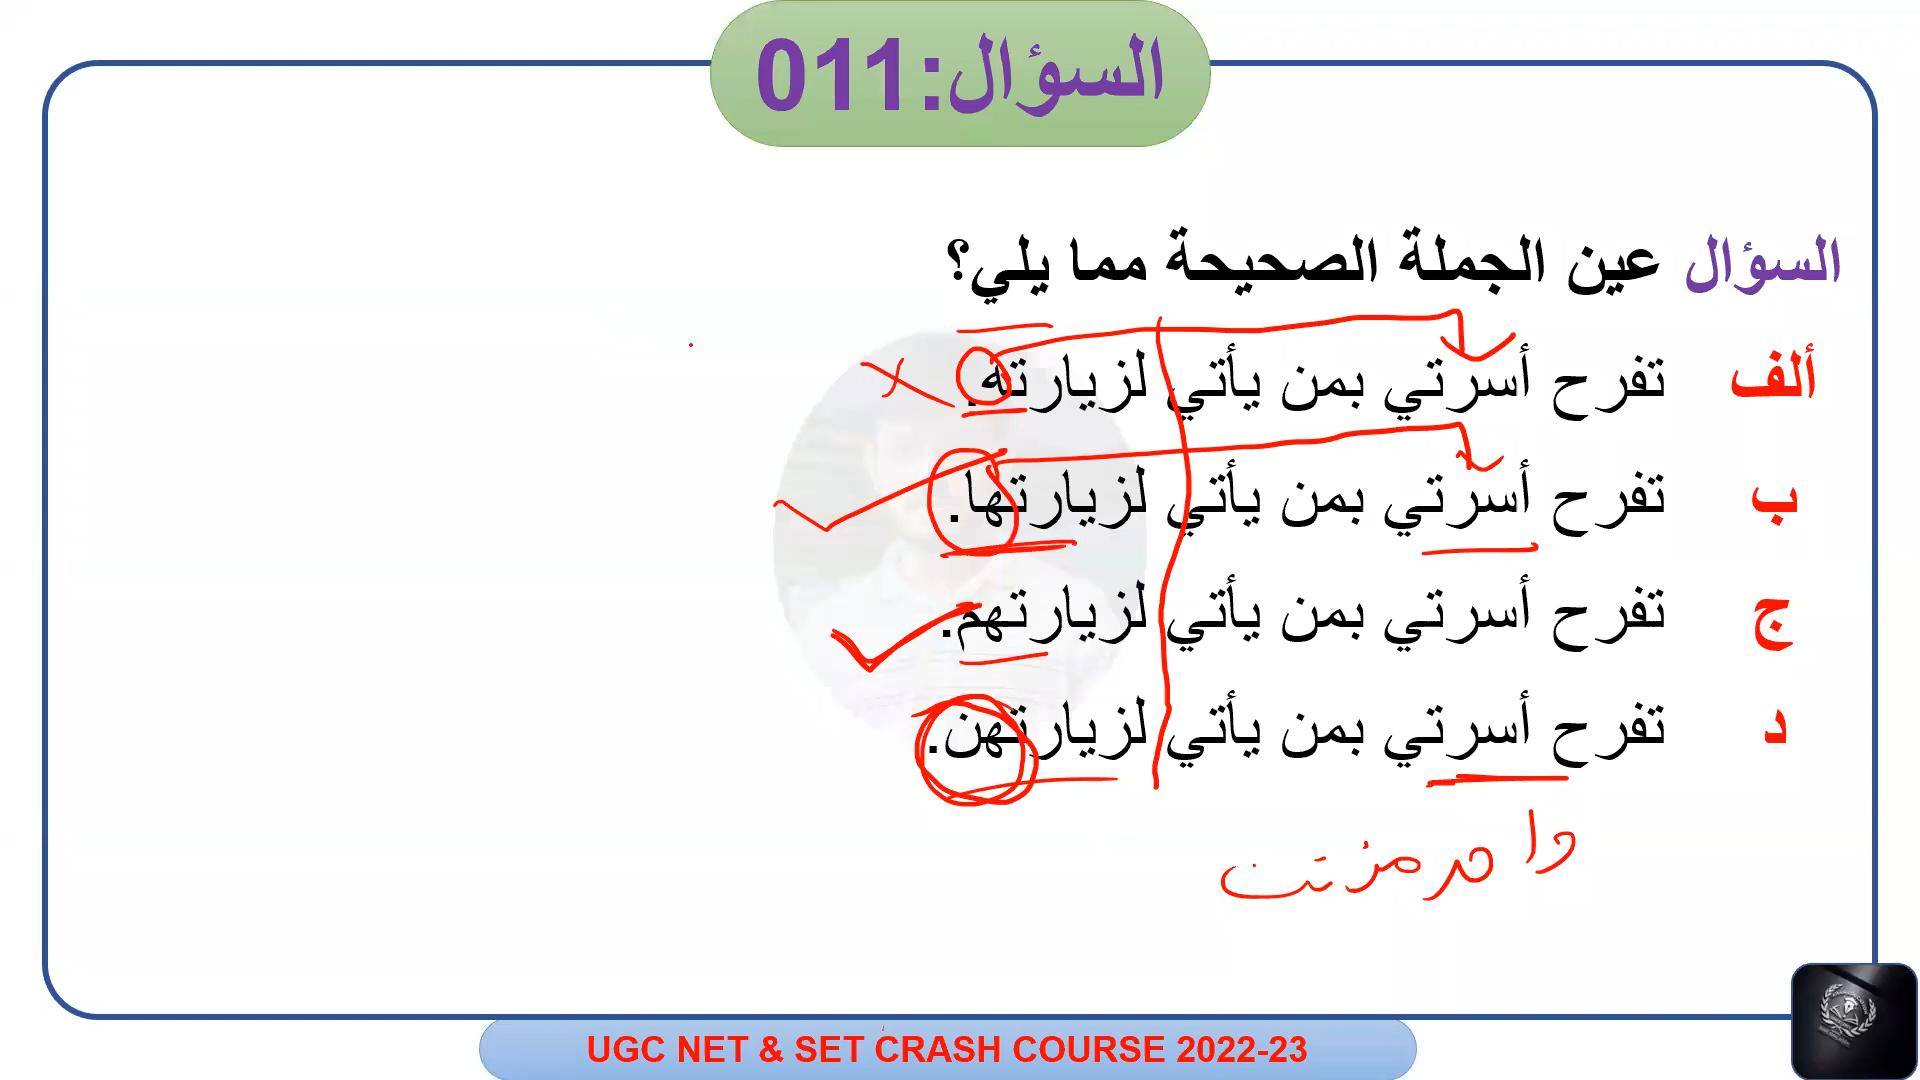 السؤال:011
السؤال عين الجملة الصحيحة مما يلي؟
ألف تفرح أسرتي بمن يأتي لزيارته.
ب تفرح أسرتي بمن يأتي لزيارتها.
ج تفرح أسرتي بمن يأتي لزيارتهم.
د تفرح أسرتي بمن يأتي لزيارتهن.
UGC NET & SET CRASH COURSE 2022-23